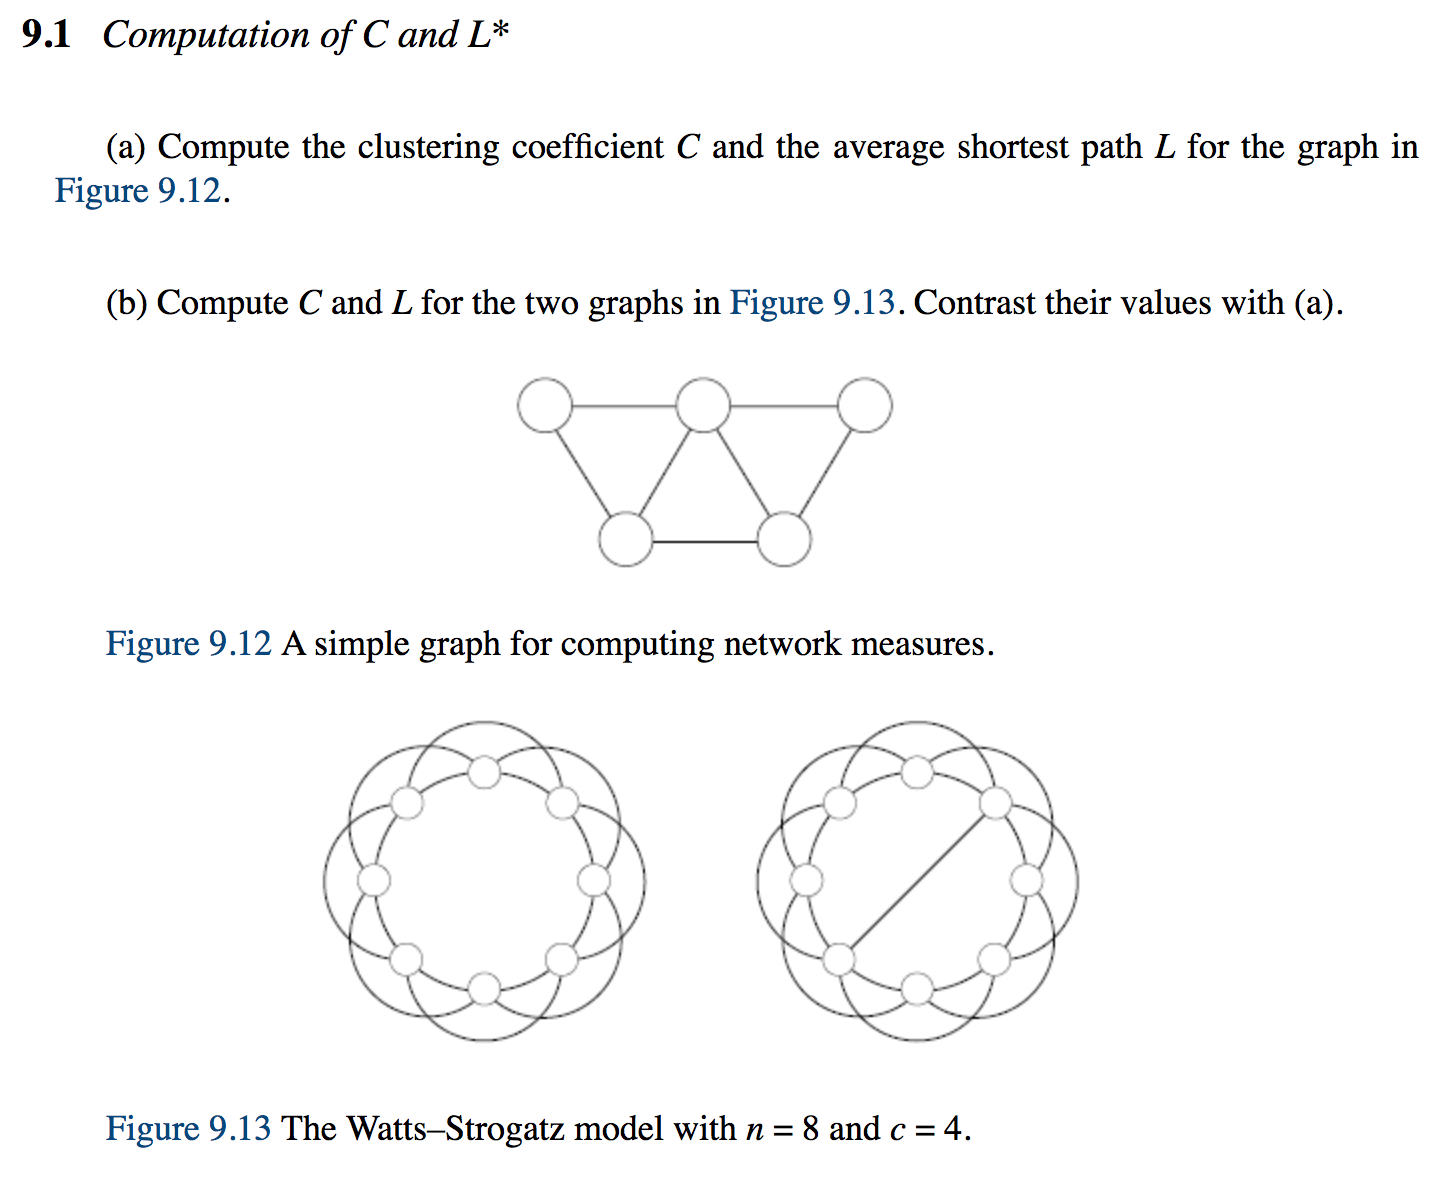 9.1 Computation of C and L*
(a) Compute the clustering coefficient C and the average shortest path L for the graph in
Figure 9.12.
(b) Compute C and L for the two graphs in Figure 9.13. Contrast their values with (a).
Figure 9.12 A simple graph for computing network measures.
Figure 9.13 The Watts–Strogatz model with n = 8 and c = 4.